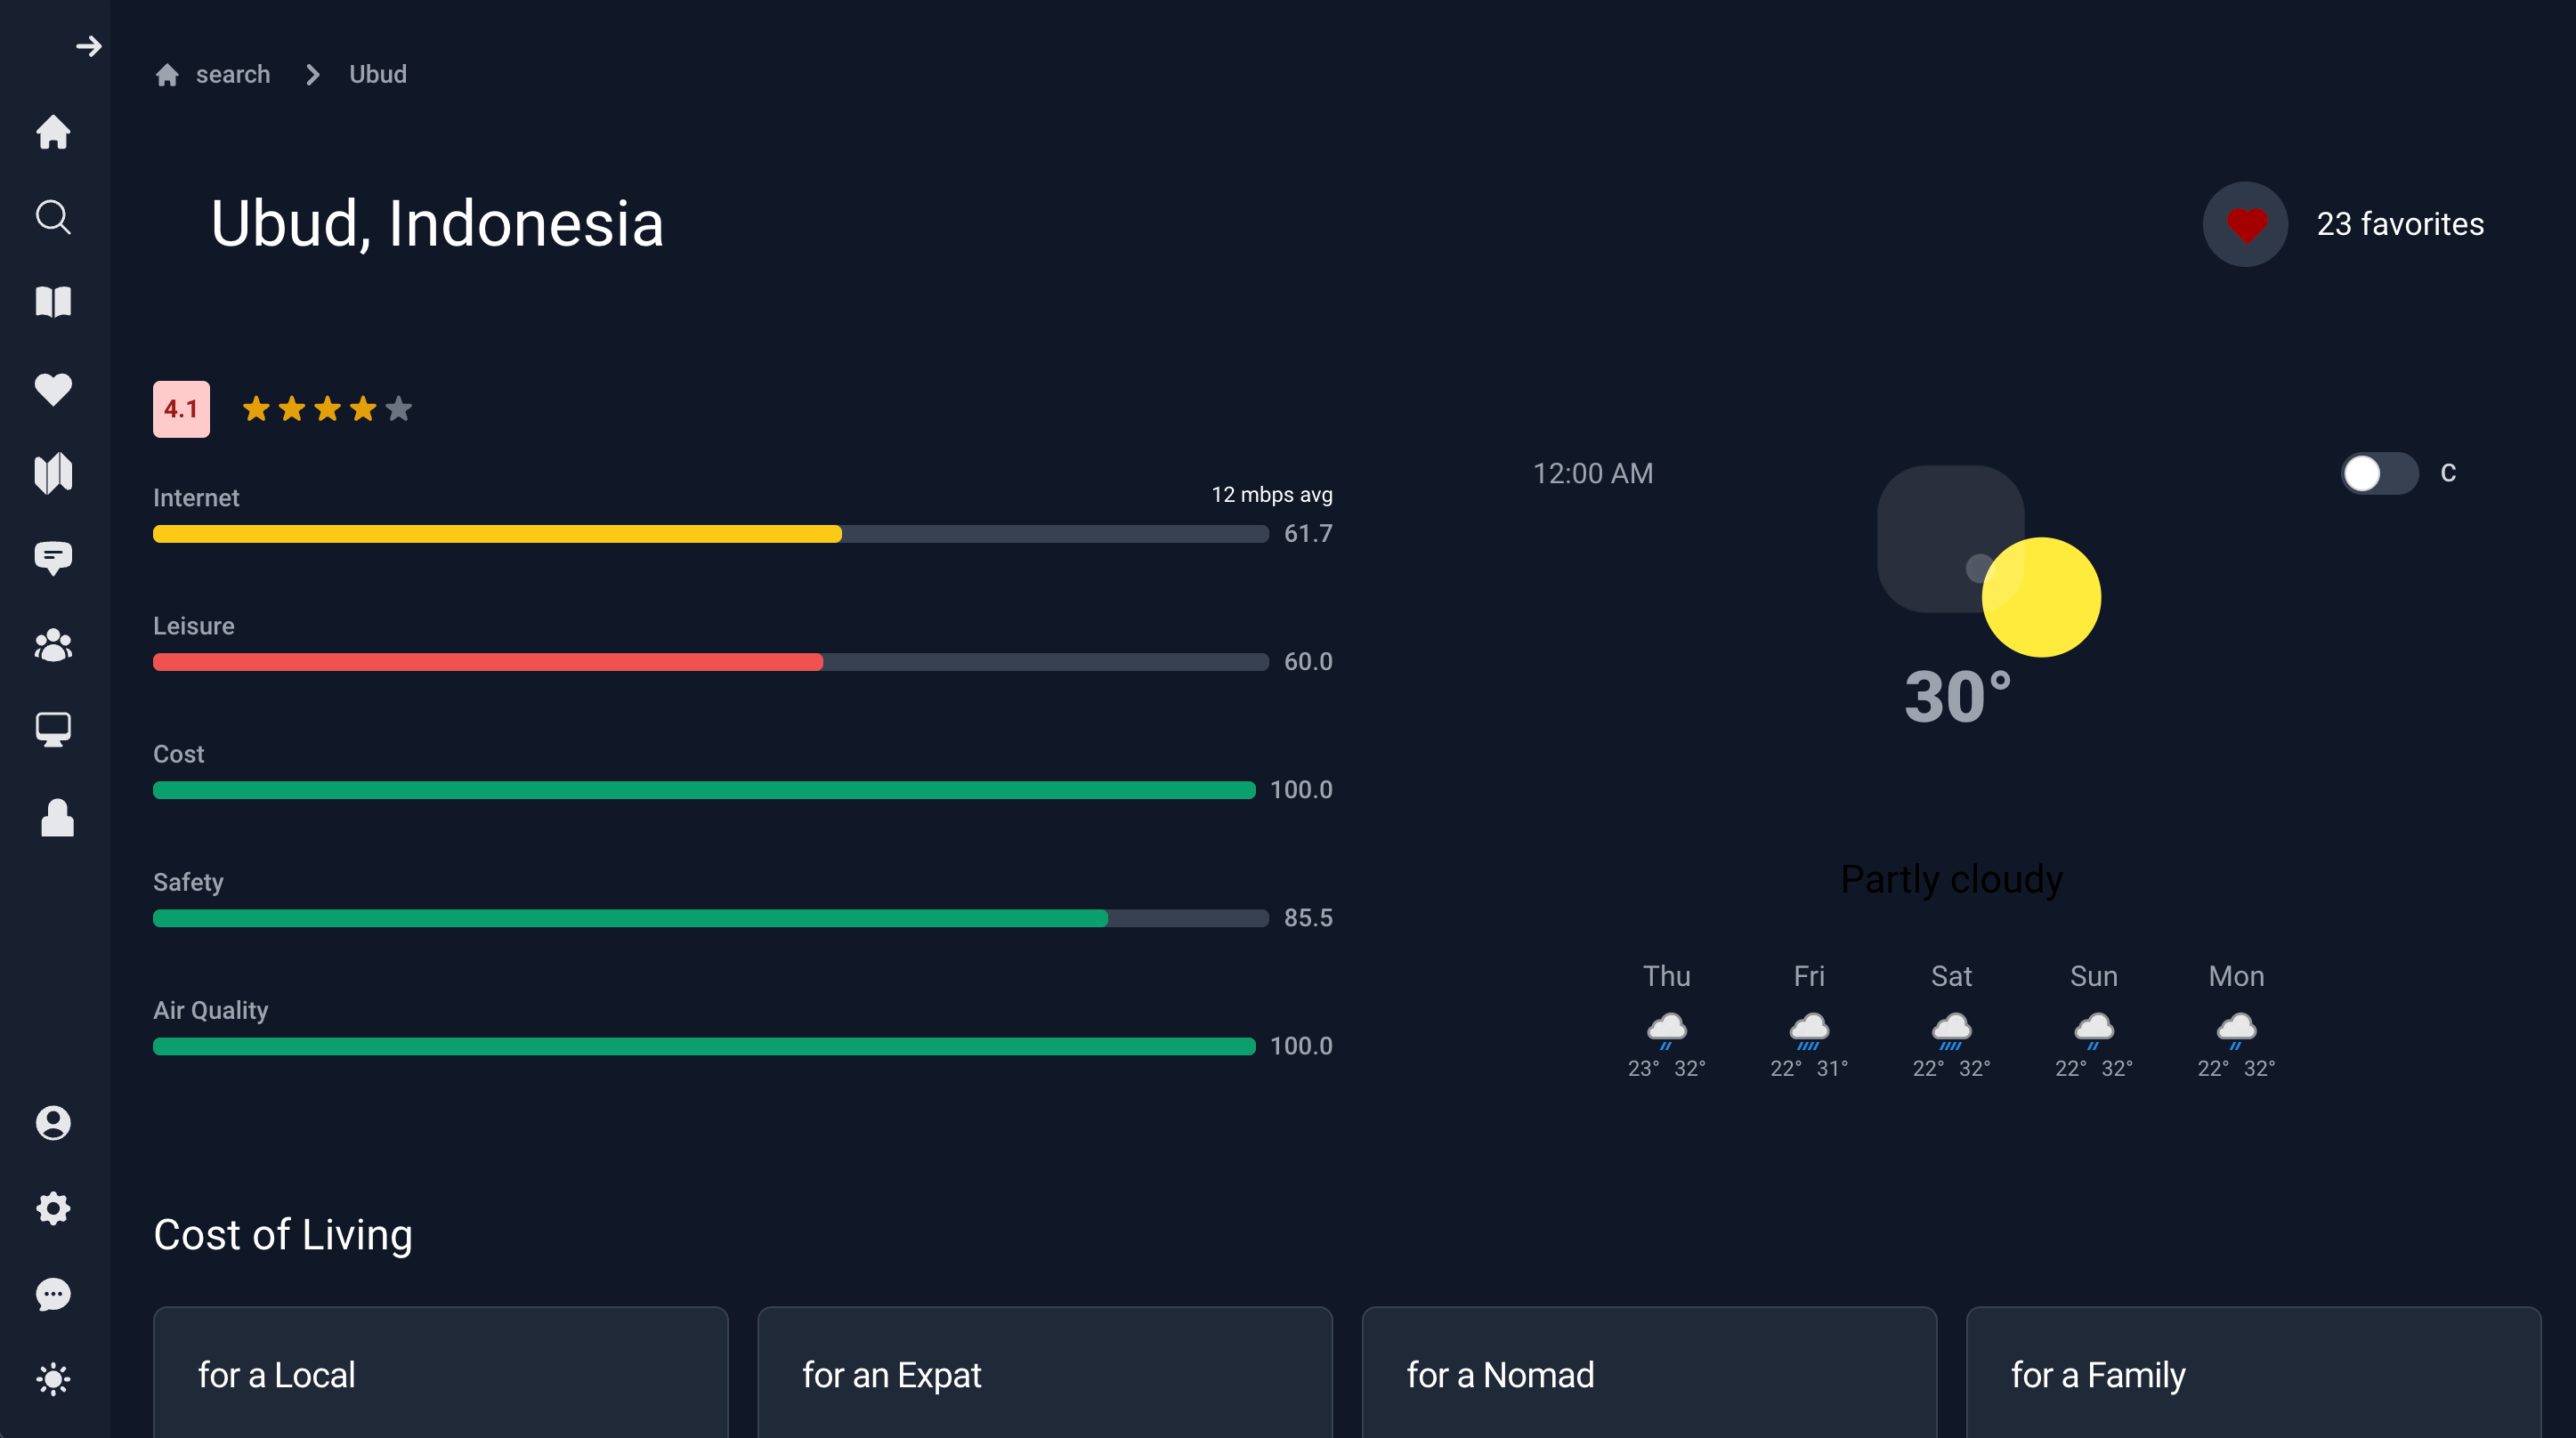 search Ubud
Ubud, Indonesia
23 favorites
4.1
Internet
12 mbps avg
61.7
Leisure
60.0
Cost
100.0
Safety
85.5
Air Quality
100.0
12:00 AM
C
30°
Partly cloudy
Thu Fri Sat Sun Mon
23° 32° 22° 31° 22° 32° 22° 32° 22° 32°
Cost of Living
for a Local
for an Expat
for a Nomad
for a Family